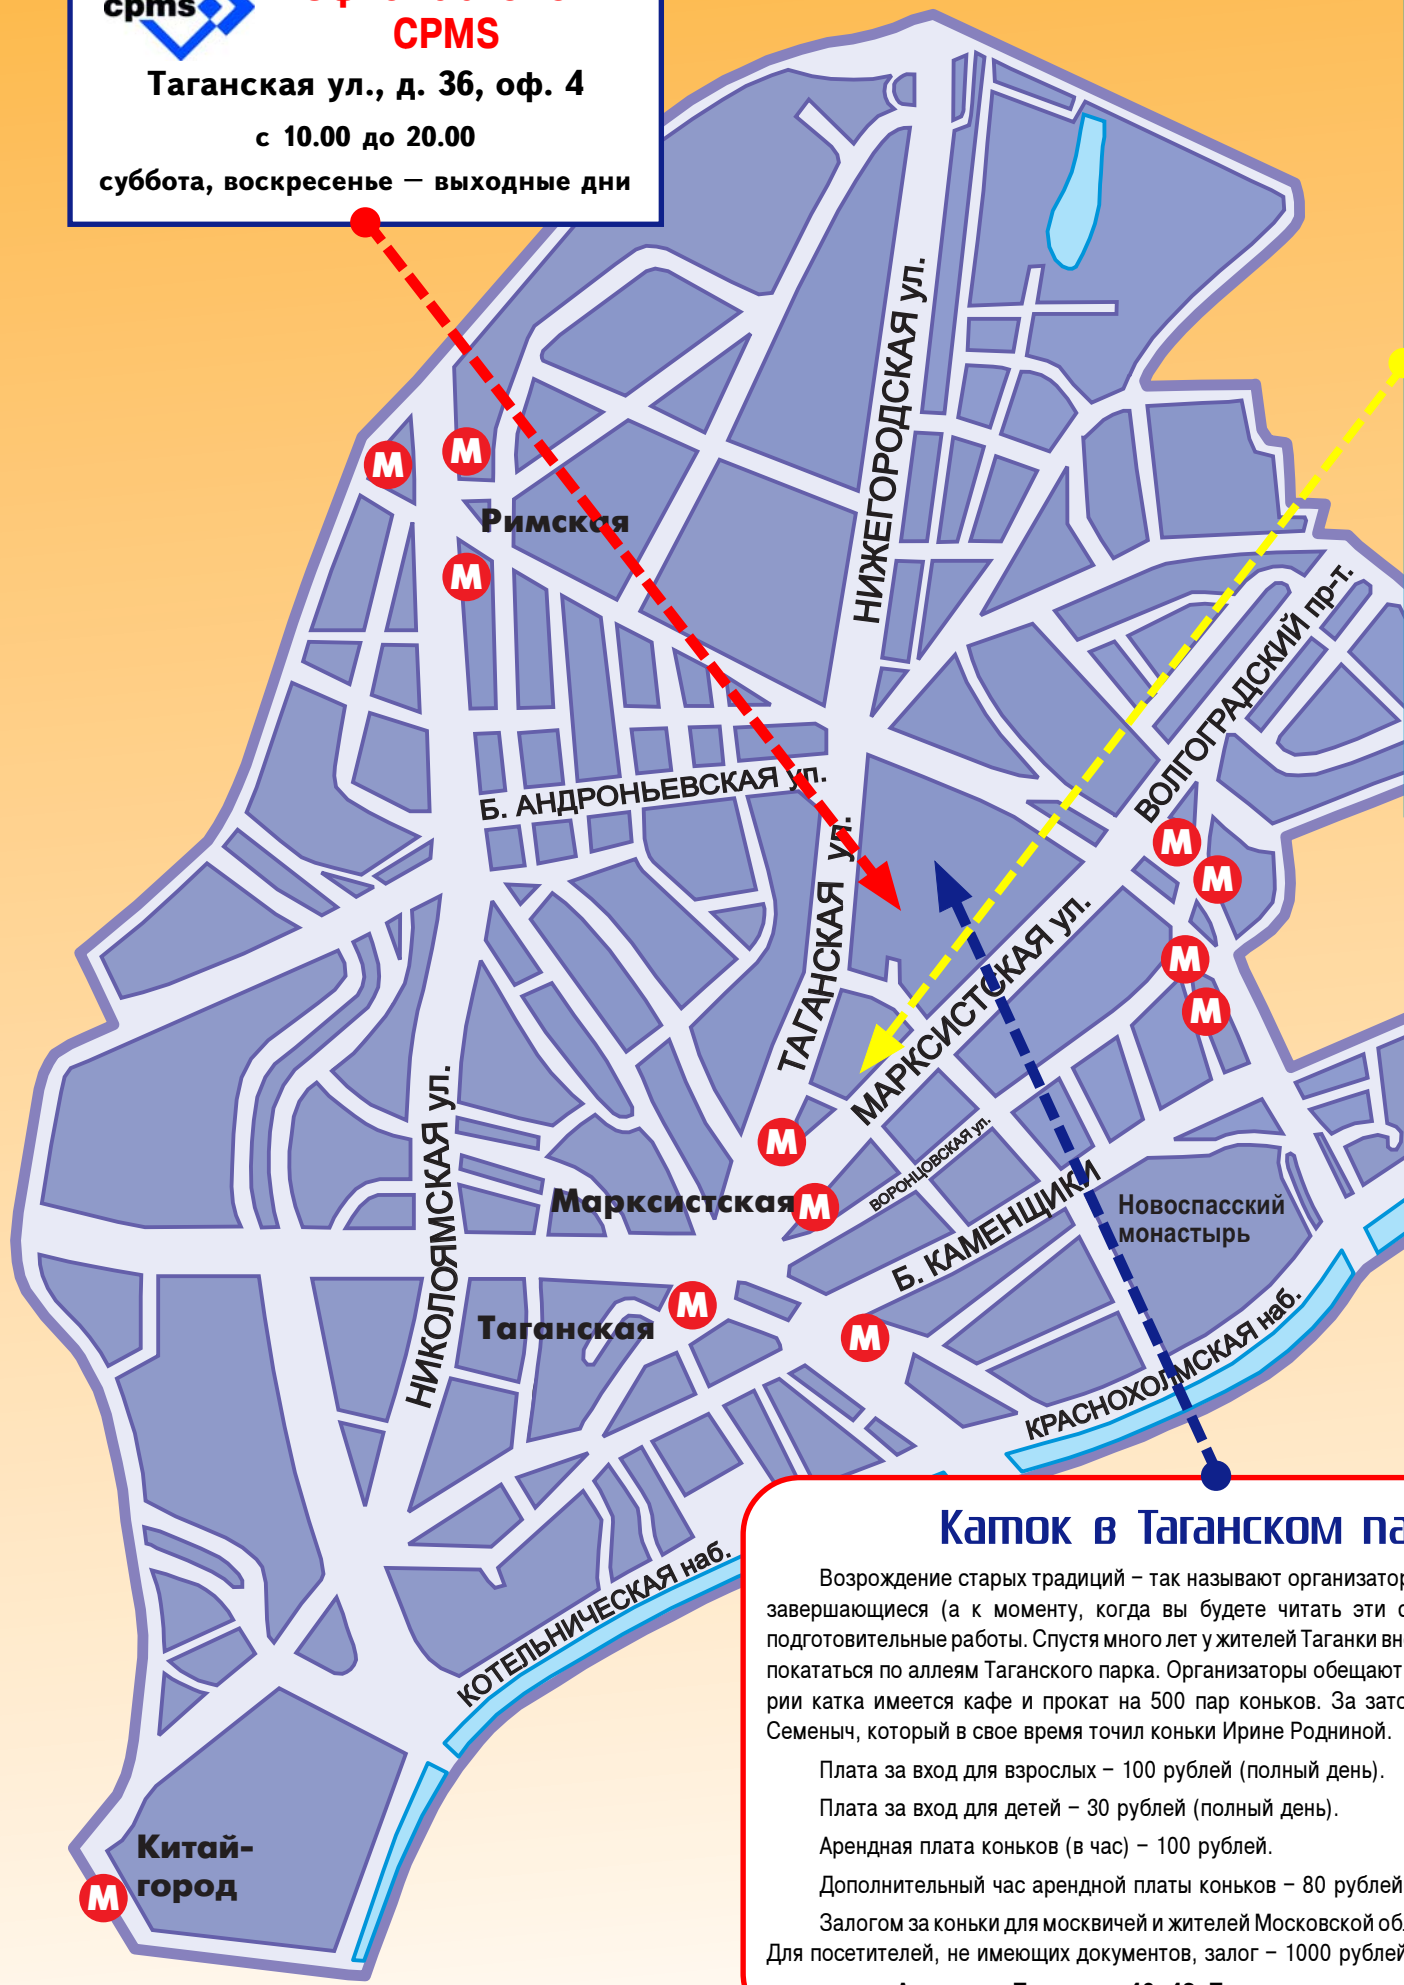 cpms
CPMS
Таганская ул., д. 36, оф. 4
с 10.00 до 20.00
суббота, воскресенье – выходные дни
НИЖЕГОРОДСКАЯ ул.
М
М
Римская
М
ВОЛГОГРАДСКИЙ пр-т.
Б. АНДРОНЬЕВСКАЯ ул.
ТАГАНСКАЯ ул.
М
М
МАРКСИСТСКАЯ ул.
М
М
НИКОЛОЯМСКАЯ ул.
М
ВОРОНЦОВСКАЯ ул.
Марксистская
М
Б. КАМЕНЩИКИ
Новоспасский
монастырь
Таганская
М
М
КРАСНОХОЛМСКАЯ наб.
КОТЕЛЬНИЧЕСКАЯ наб.
Китай-
город
М
Каток в Таганском
Возрождение старых традиций – так называют
завершающиеся (а к моменту, когда вы будете читать эти
подготовительные работы. Спустя много лет у жителей Таганки
покататься по аллеям Таганского парка. Организаторы обещают
рии катка имеется кафе и прокат на 500 пар коньков. За
Семеныч, который в свое время точил коньки Ирине Родниной.
Плата за вход для взрослых – 100 рублей (полный день).
Плата за вход для детей – 30 рублей (полный день).
Арендная плата коньков (в час) – 100 рублей.
Дополнительный час арендной платы коньков – 80 рублей
Залогом за коньки для москвичей и жителей Московской
Для посетителей, не имеющих документов, залог – 1000 рублей